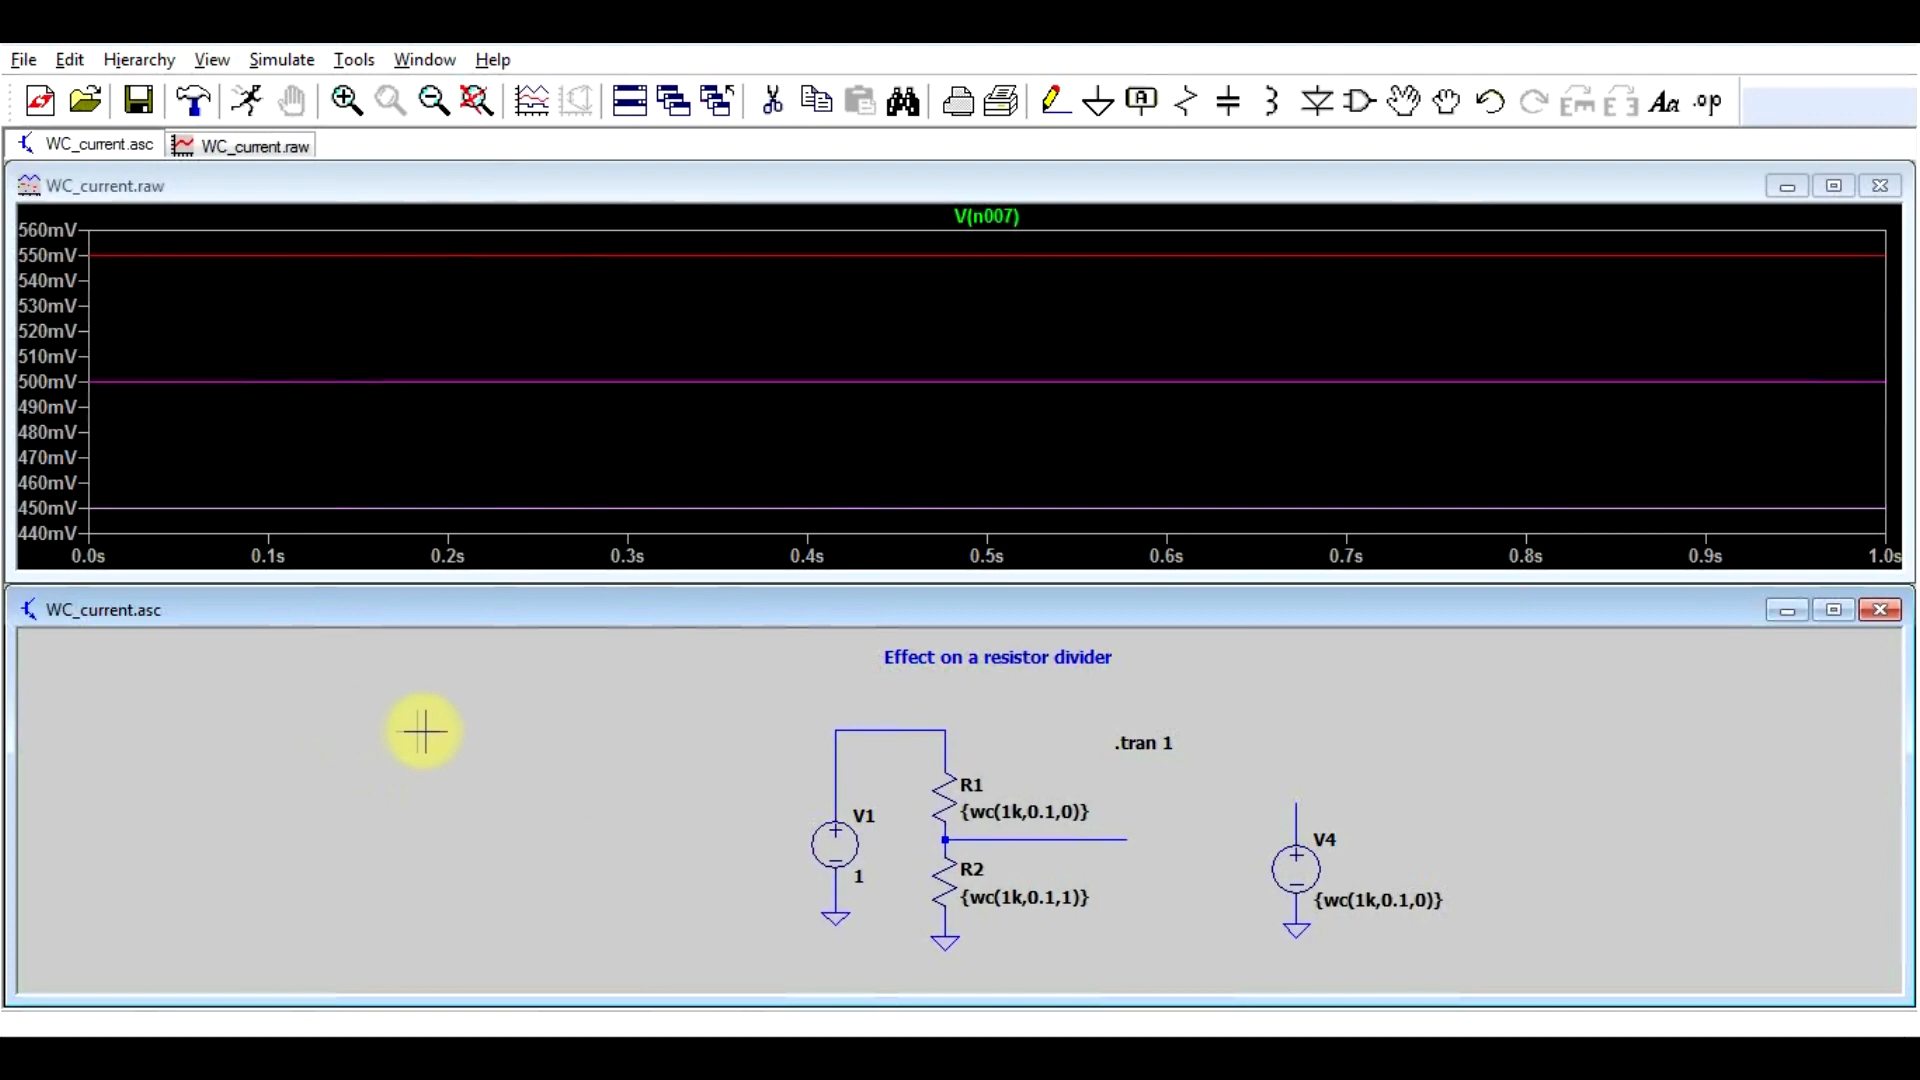 File Edit Hierarchy View Simulate Tools Window Help
A Aa .op
WC_current.asc WC_current.raw
WC_current.raw
V(n007)
560mV
550mV
540mV
530mV
520mV
510mV
500mV
490mV
480mV
470mV
460mV
450mV
440mV
0.0s 0.1s 0.2s 0.3s 0.4s 0.5s 0.6s 0.7s 0.8s 0.9s 1.0s
WC_current.asc
Effect on a resistor divider
.tran 1
R1
{wc(1k,0.1,0)}
V1
1
R2
{wc(1k,0.1,1)}
V4
{wc(1k,0.1,0)}